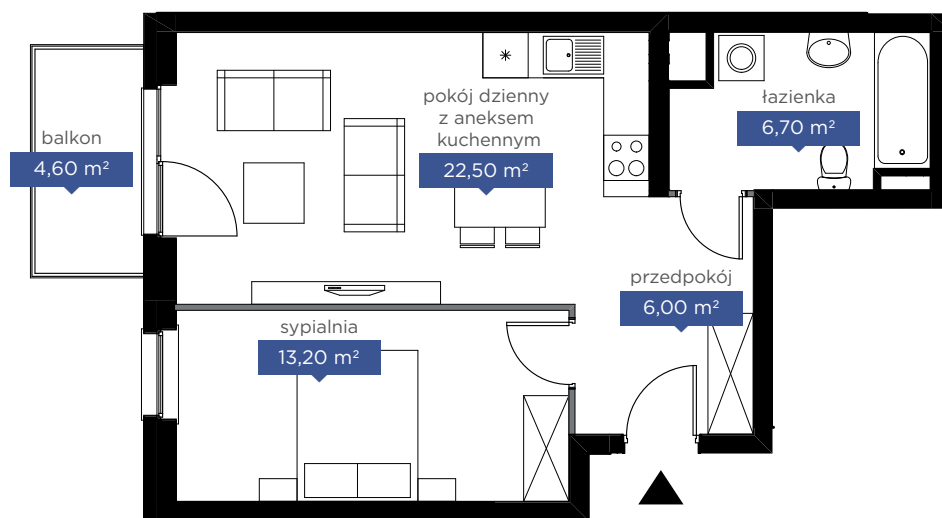 balkon
4,60 m²
pokój dzienny
z aneksem
kuchennym
22,50 m²
łazienka
6,70 m²
przedpokój
6,00 m²
sypialnia
13,20 m²